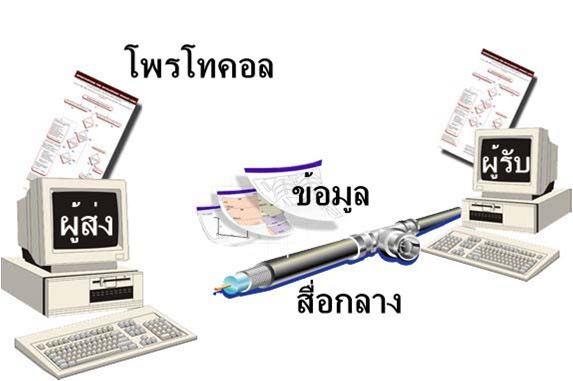 โพรโทคอล
ผู้ส่ง
ข้อมูล
ผู้รับ
สื่อกลาง